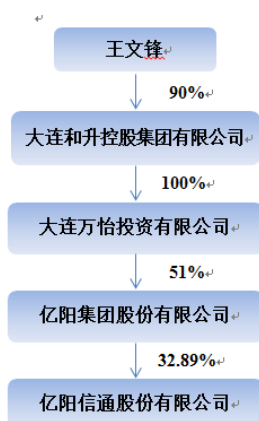 王文锋
90%
大连和升控股集团有限公司
100%
大连万怡投资有限公司
51%
亿阳集团股份有限公司
32.89%
亿阳信通股份有限公司